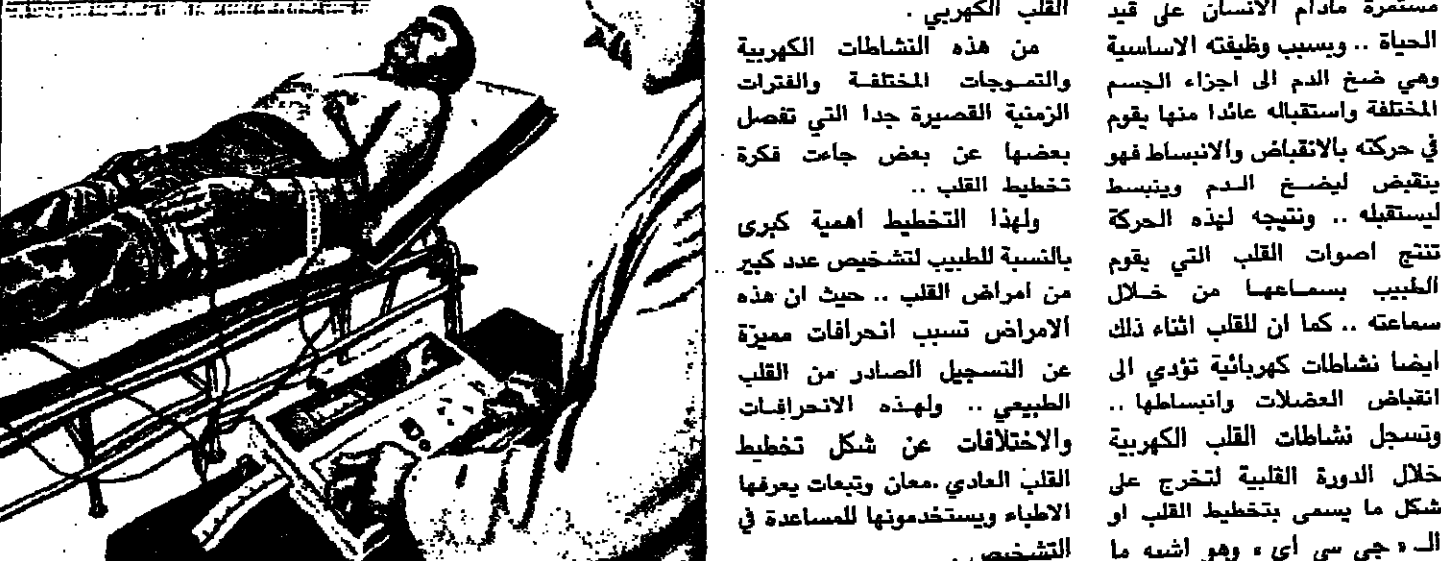 مستمرة مادام الانسان على قيد
الحياة .. وبسبب وظيفته الاساسية
وهي ضخ الدم الى اجزاء الجسم
المختلفة واستقباله عائدا منها يقوم
في حركته بالانقباض والانبساط فهو
ينقبض ليضخ الدم وينبسط
ليستقبله .. ونتيجه لهذه الحركة
تنتج اصوات القلب التي يقوم
الطبيب بسماعها من خلال
سماعته .. كما ان للقلب اثناء ذلك
ايضا نشاطات كهربائية تؤدي الى
انقباض العضلات وانبساطها ..
وتسجل نشاطات القلب الكهربية
خلال الدورة القلبية لتخرج على
شكل ما يسمى بتخطيط القلب او
الـ « جي سي اي » وهو اشبه ما
القلب الكهربي .
من هذه النشاطات الكهربية
والتموجات المختلفة والفترات
الزمنية القصيرة جدا التي تفصل
بعضها عن بعض جاءت فكرة
تخطيط القلب ..
ولهذا التخطيط اهمية كبرى
بالنسبة للطبيب لتشخيص عدد كبير
من امراض القلب .. حيث ان هذه
الامراض تسبب انحرافات مميزة
عن التسجيل الصادر من القلب
الطبيعي .. ولهذه الانحرافات
والاختلافات عن شكل تخطيط
القلب العادي .معان وتبعات يعرفها
الاطباء ويستخدمونها للمساعدة في
التشخيص .